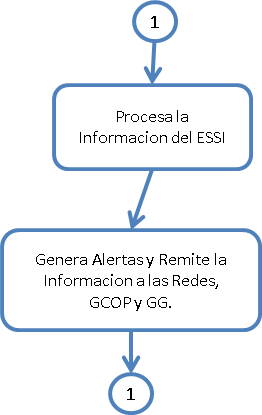 1
Procesa la
Informacion del ESSI
Genera Alertas y Remite la
Informacion a las Redes,
GCOP y GG.
1